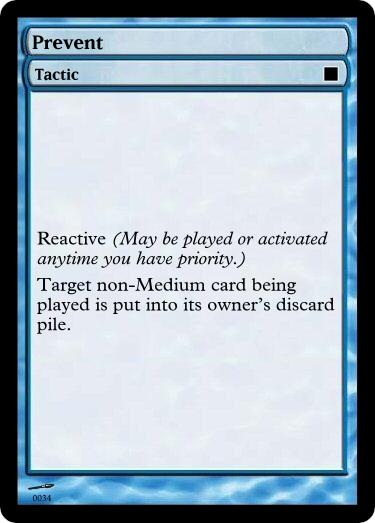 Prevent
Tactic
Reactive (May be played or activated
anytime you have priority.)
Target non-Medium card being
played is put into its owner's discard
pile.
0034